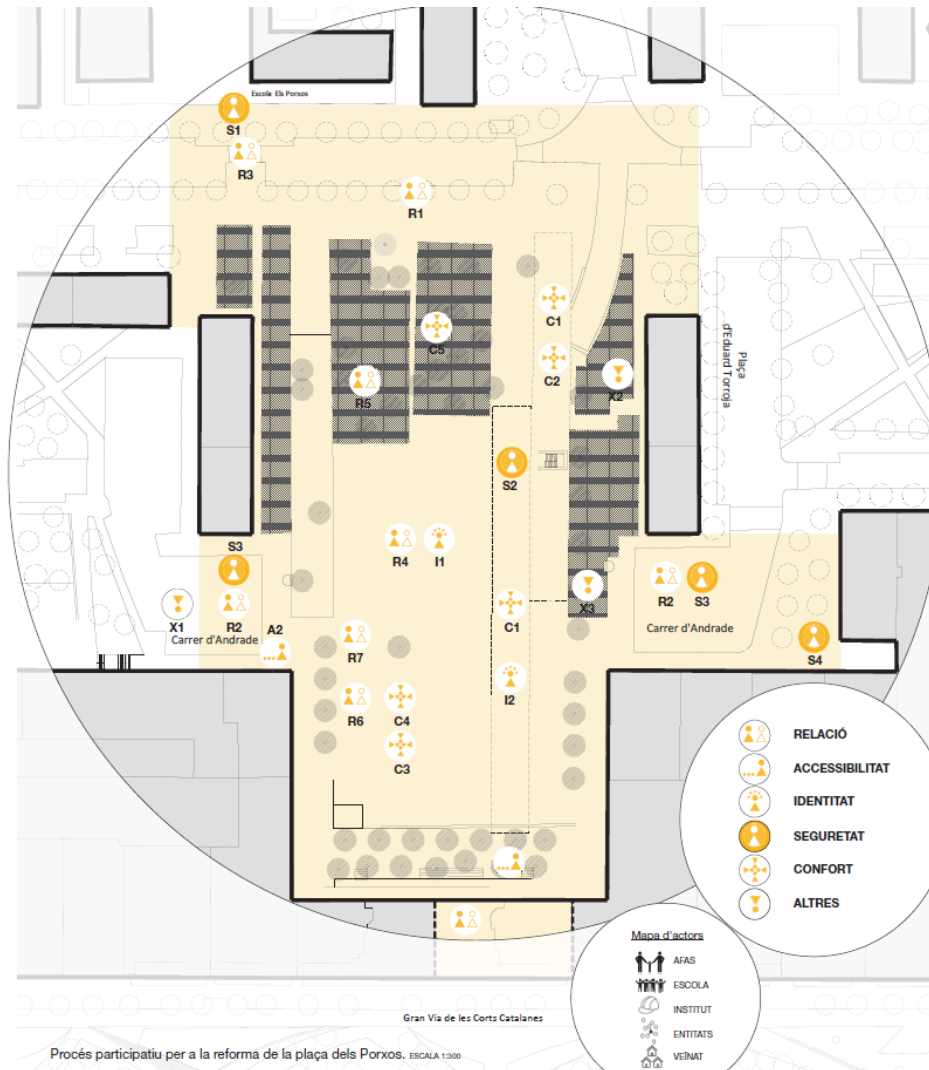 Escola Els Porxos
S1
R3
R1
C1
C5
C2
R5
X2
Plaça
d'Eduard Torroja
S2
S3
R4
I1
X1
R2
Carrer d'Andrade
A2
C1
X3
R2
S3
Carrer d'Andrade
S4
R7
I2
R6
C4
C3
RELACIÓ
ACCESSIBILITAT
IDENTITAT
SEGURETAT
CONFORT
ALTRES
Mapa d'actors
AFAS
ESCOLA
INSTITUT
ENTITATS
VEÏNAT
Gran Via de les Corts Catalanes
Procés participatiu per a la reforma de la plaça dels Porxos. ESCALA 1:300